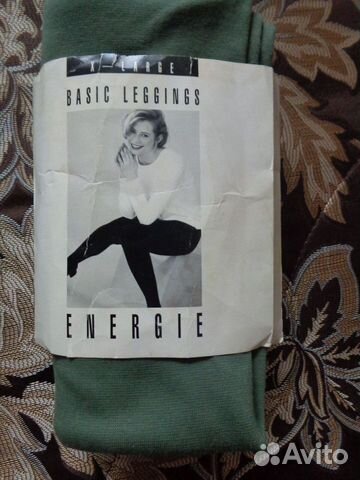 X-LARGE
BASIC LEGGINGS
ENERGIE
Avito